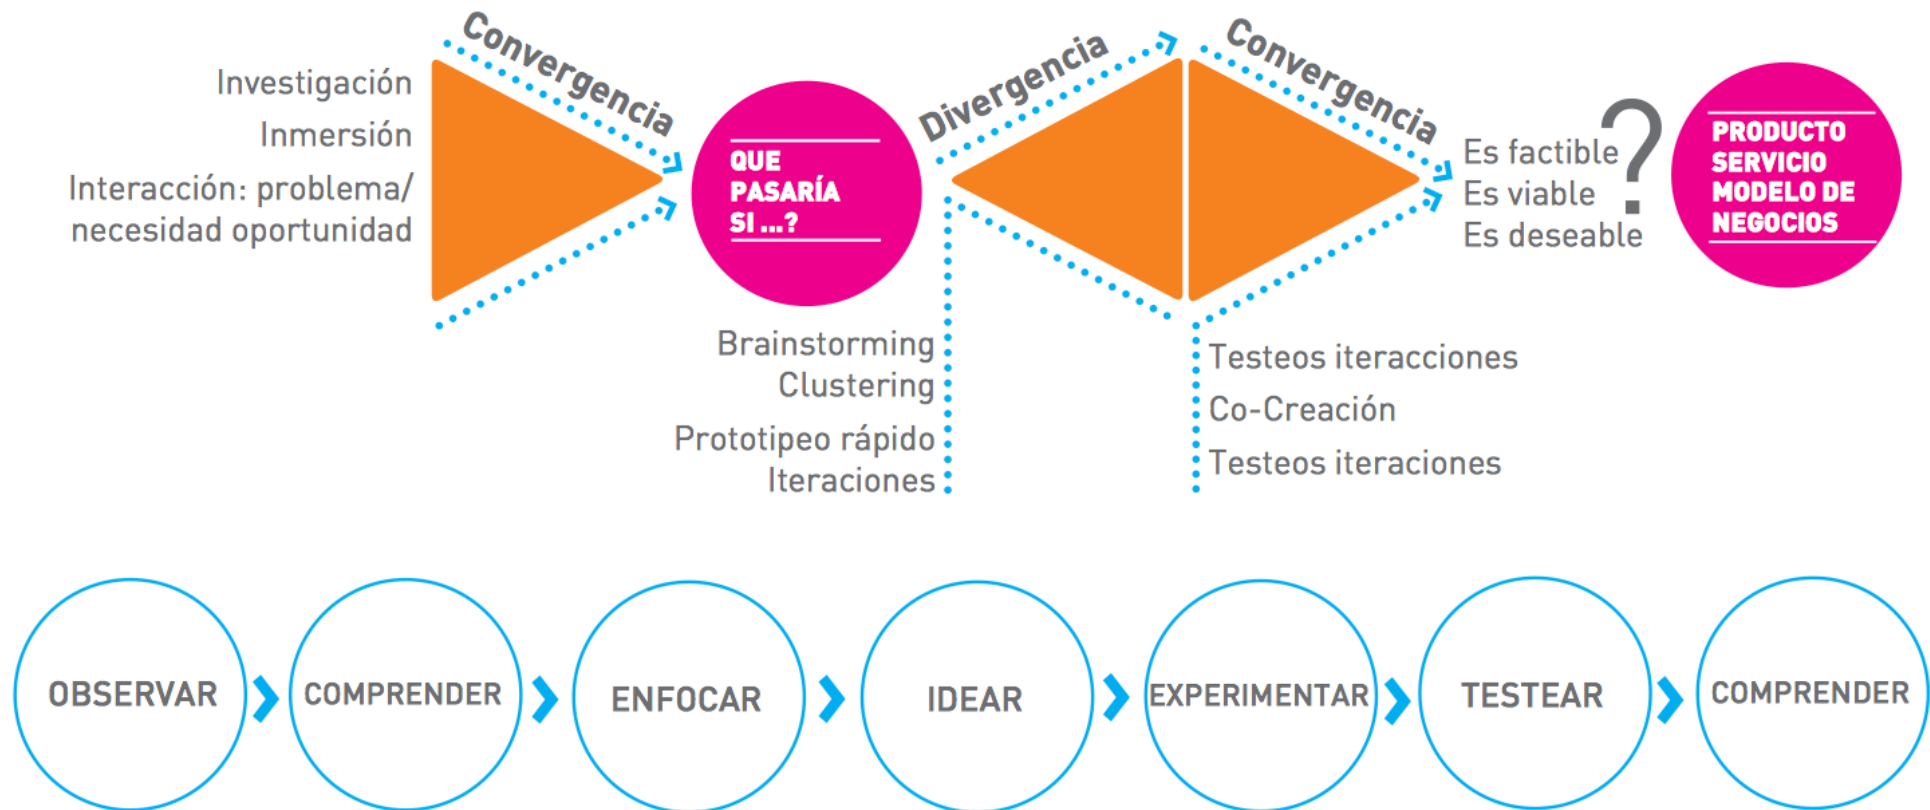 Convergencia
Investigación
Inmersión
Interacción: problema/
necesidad oportunidad
QUE
PASARÍA
SI ...?
Divergencia
Convergencia
Es factible
Es viable
Es deseable
?
PRODUCTO
SERVICIO
MODELO DE
NEGOCIOS
Brainstorming
Clustering
Prototipeo rápido
Iteraciones
Testeos iteracciones
Co-Creación
Testeos iteraciones
OBSERVAR
COMPRENDER
ENFOCAR
IDEAR
EXPERIMENTAR
TESTEAR
COMPRENDER